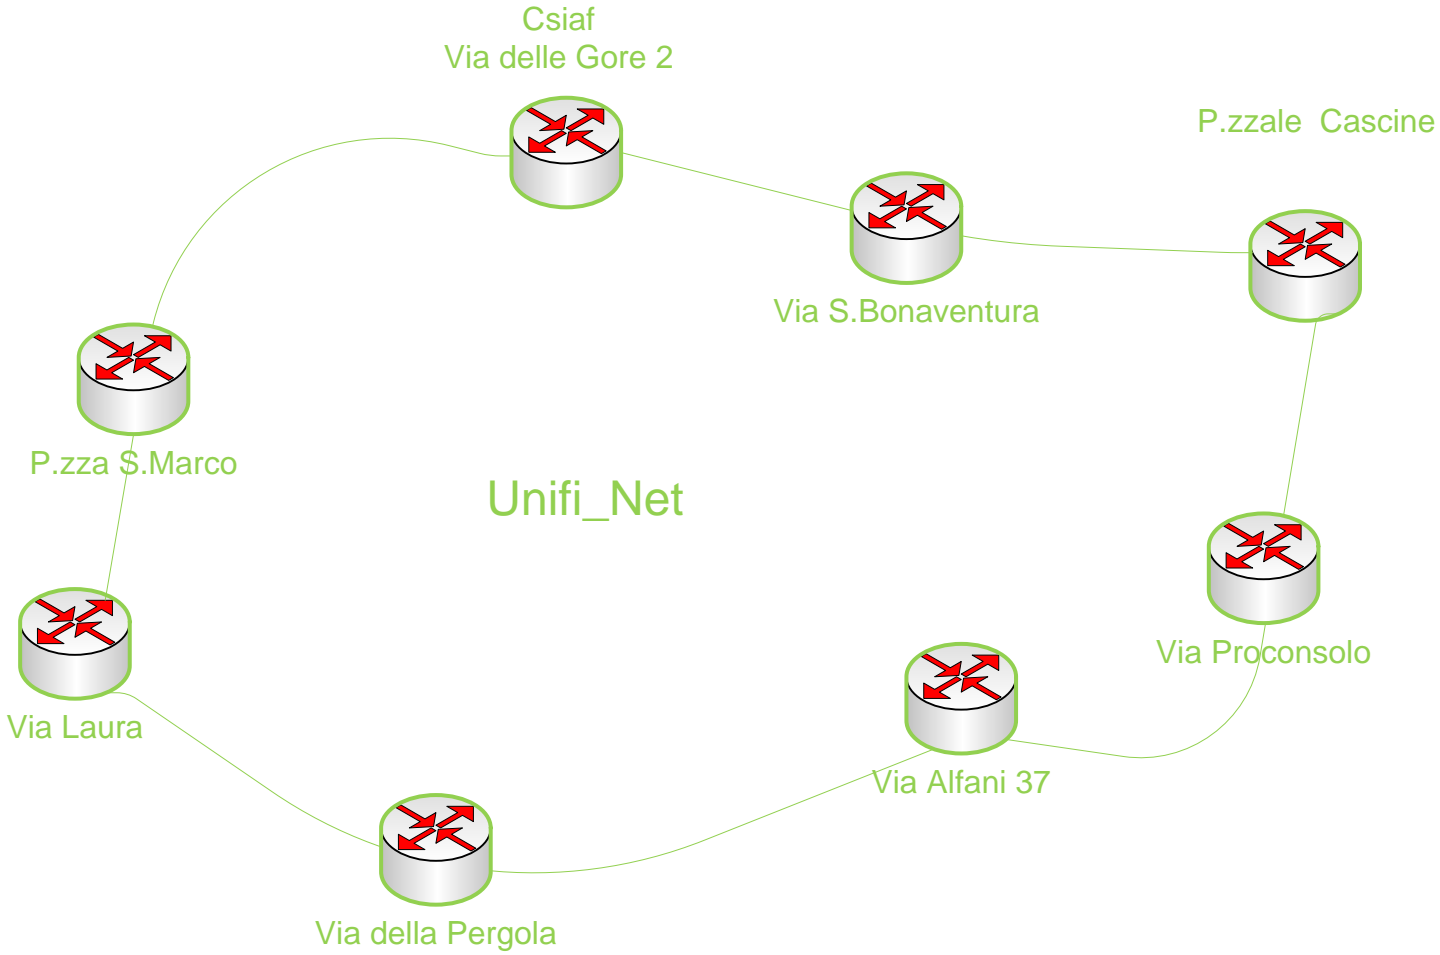 Csiaf
Via delle Gore 2
P.zzale  Cascine
Via S.Bonaventura
P.zza S.Marco
Unifi_Net
Via Proconsolo
Via Laura
Via Alfani 37
Via della Pergola